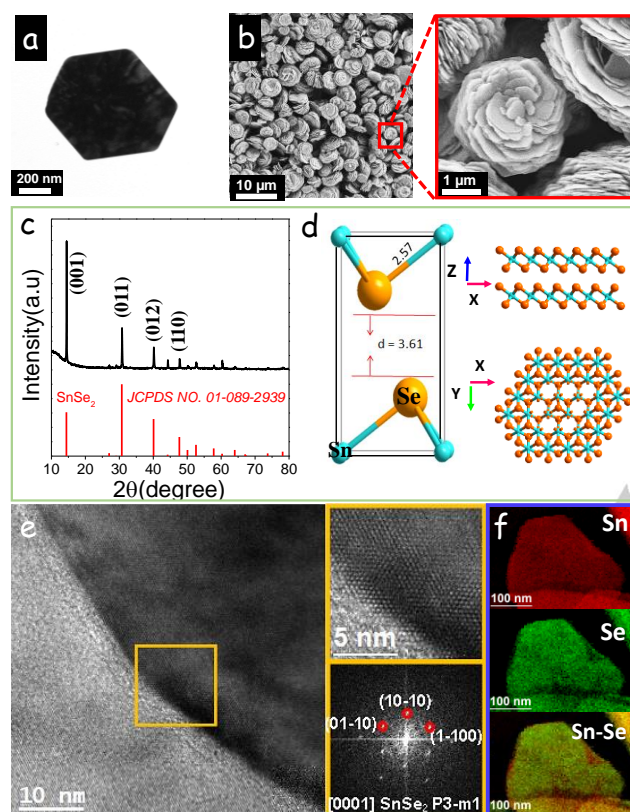 a
200 nm
b
10 µm
1 µm
c
Intensity(a.u)
(001)
(011)
(012)
(110)
SnSe₂
JCPDS NO. 01-089-2939
10 20 30 40 50 60 70 80
2θ(degree)
d
2.57
d = 3.61
Se
Sn
Z
X
X
Y
e
10 nm
5 nm
(10-10)
(01-10)
(1-100)
[0001] SnSe₂ P3-m1
f
Sn
100 nm
Se
100 nm
Sn-Se
100 nm